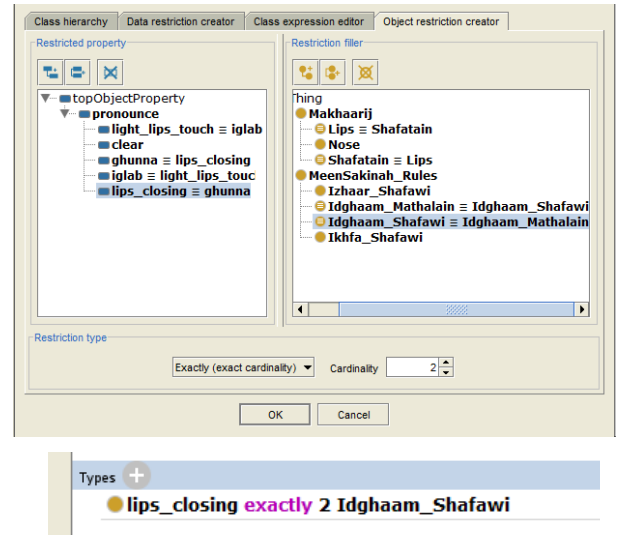 Class hierarchy Data restriction creator Class expression editor Object restriction creator
Restricted property
topObjectProperty
pronounce
light_lips_touch ≡ iglab
clear
ghunna ≡ lips_closing
iglab ≡ light_lips_touc
lips_closing ≡ ghunna
Restriction filler
Thing
Makhaarij
Lips ≡ Shafatain
Nose
Shafatain ≡ Lips
MeenSakinah_Rules
Izhaar_Shafawi
Idghaam_Mathalain ≡ Idghaam_Shafawi
Idghaam_Shafawi ≡ Idghaam_Mathalain
Ikhfa_Shafawi
Restriction type
Exactly (exact cardinality) Cardinality 2
OK Cancel
Types
lips_closing exactly 2 Idghaam_Shafawi